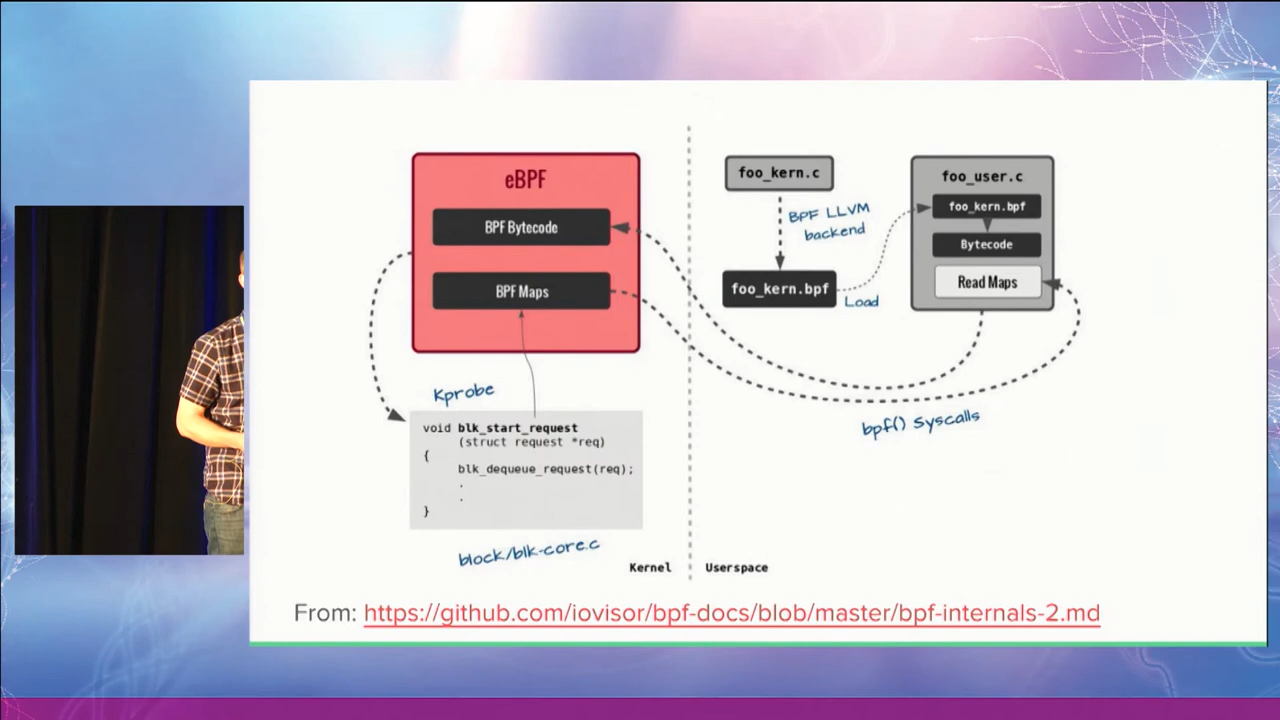 eBPF
BPF Bytecode
BPF Maps
Kprobe
void blk_start_request
(struct request *req)
{
blk_dequeue_request(req);
.
.
}
block/blk-core.c
Kernel
Userspace
foo_kern.c
BPF LLVM
backend
foo_kern.bpf
Load
foo_user.c
foo_kern.bpf
Bytecode
Read Maps
bpf() Syscalls
From: https://github.com/iovisor/bpf-docs/blob/master/bpf-internals-2.md